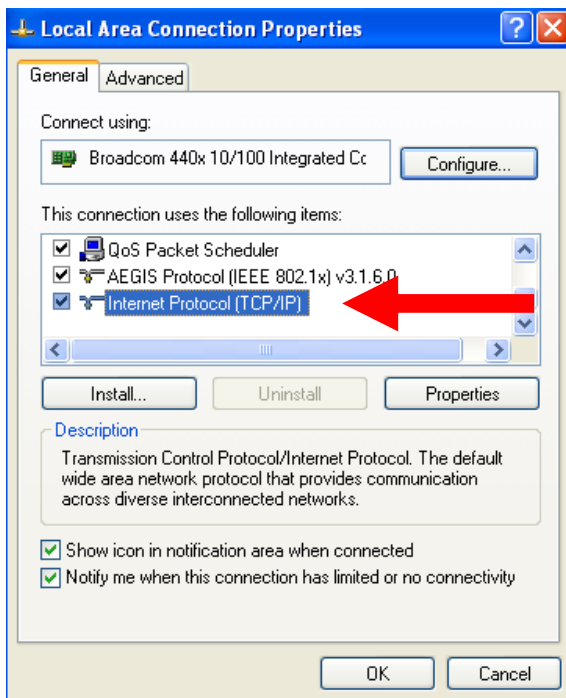 Local Area Connection Properties
General Advanced
Connect using:
Broadcom 440x 10/100 Integrated Cc
Configure...
This connection uses the following items:
QoS Packet Scheduler
AEGIS Protocol (IEEE 802.1x) v3.1.6.0
Internet Protocol (TCP/IP)
Install... Uninstall Properties
Description
Transmission Control Protocol/Internet Protocol. The default
wide area network protocol that provides communication
across diverse interconnected networks.
Show icon in notification area when connected
Notify me when this connection has limited or no connectivity
OK Cancel